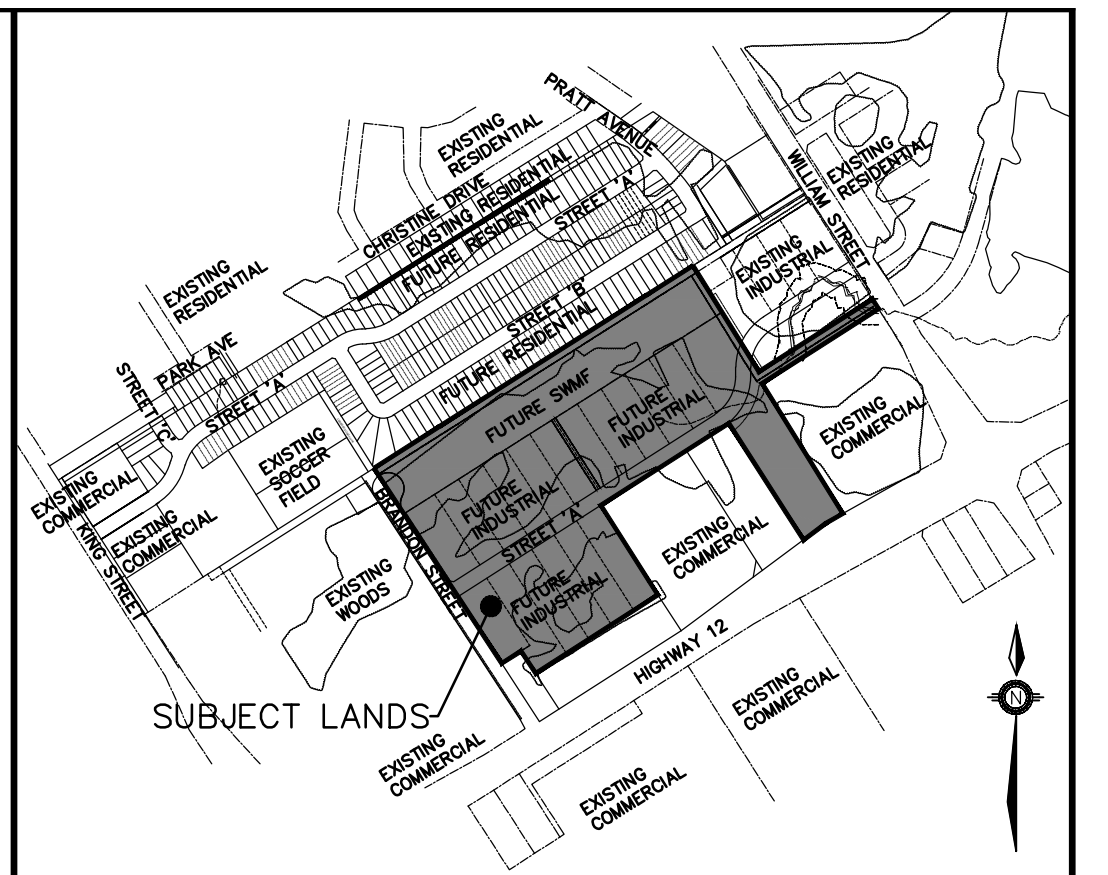 PRATT AVENUE
EXISTING
RESIDENTIAL
WILLIAM STREET
EXISTING
RESIDENTIAL
CHRISTINE DRIVE
EXISTING RESIDENTIAL
FUTURE RESIDENTIAL
STREET 'A'
EXISTING
RESIDENTIAL
EXISTING
INDUSTRIAL
STREET 'B'
FUTURE RESIDENTIAL
PARK AVE
STREET 'A'
STREET 'C'
FUTURE SWMF
FUTURE
INDUSTRIAL
EXISTING
COMMERCIAL
EXISTING
SOCCER
FIELD
EXISTING
COMMERCIAL
EXISTING
COMMERCIAL
KING STREET
BRANDON STREET
FUTURE
INDUSTRIAL
STREET 'A'
EXISTING
COMMERCIAL
EXISTING
WOODS
FUTURE
INDUSTRIAL
HIGHWAY 12
SUBJECT LANDS
N
EXISTING
COMMERCIAL
EXISTING
COMMERCIAL
EXISTING
COMMERCIAL